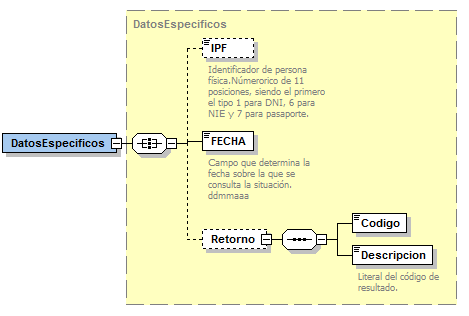 DatosEspecificos
IPF
Identificador de persona
física.Númerorico de 11
posiciones, siendo el primero
el tipo 1 para DNI, 6 para
NIE y 7 para pasaporte.
DatosEspecificos
FECHA
Campo que determina la
fecha sobre la que se
consulta la situación.
ddmmaaa
Retorno
Codigo
Descripcion
Literal del código de
resultado.